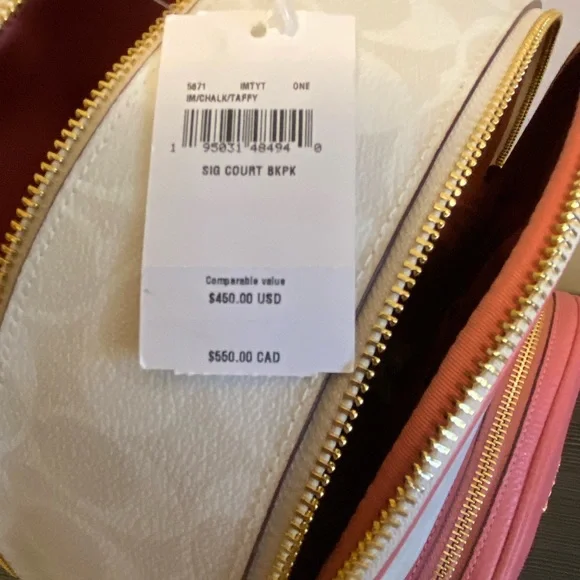 5671 IMTYT ONE
IM/CHALK/TAFFY
1 95031 48494 0
SIG COURT BKPK
Comparable value
$450.00 USD
$550.00 CAD